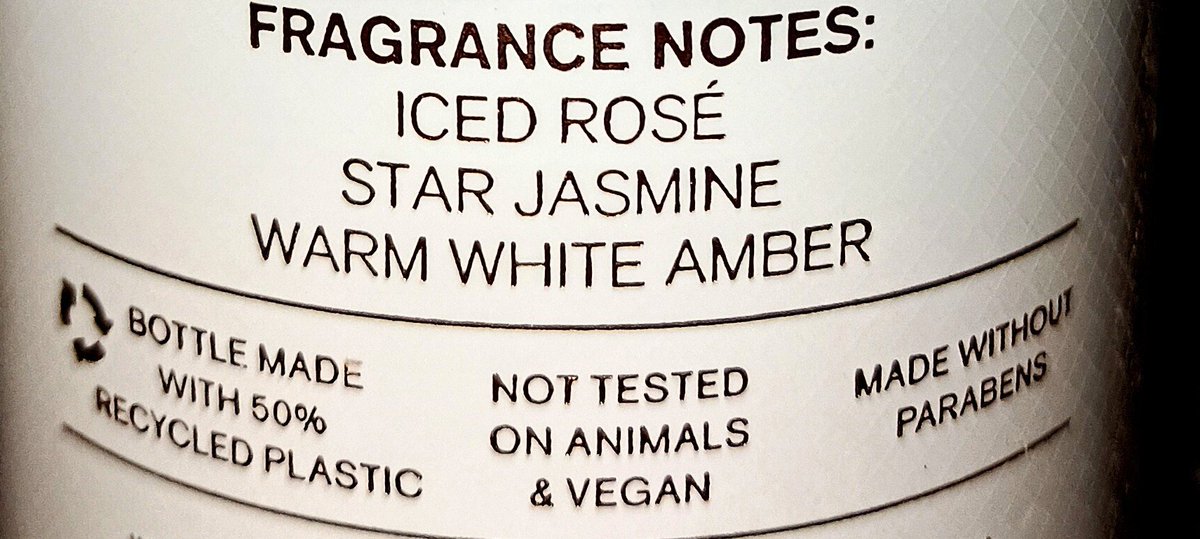 FRAGRANCE NOTES:
ICED ROSÉ
STAR JASMINE
WARM WHITE AMBER
BOTTLE MADE
WITH 50%
RECYCLED PLASTIC
NOT TESTED
ON ANIMALS
& VEGAN
MADE WITHOUT
PARABENS